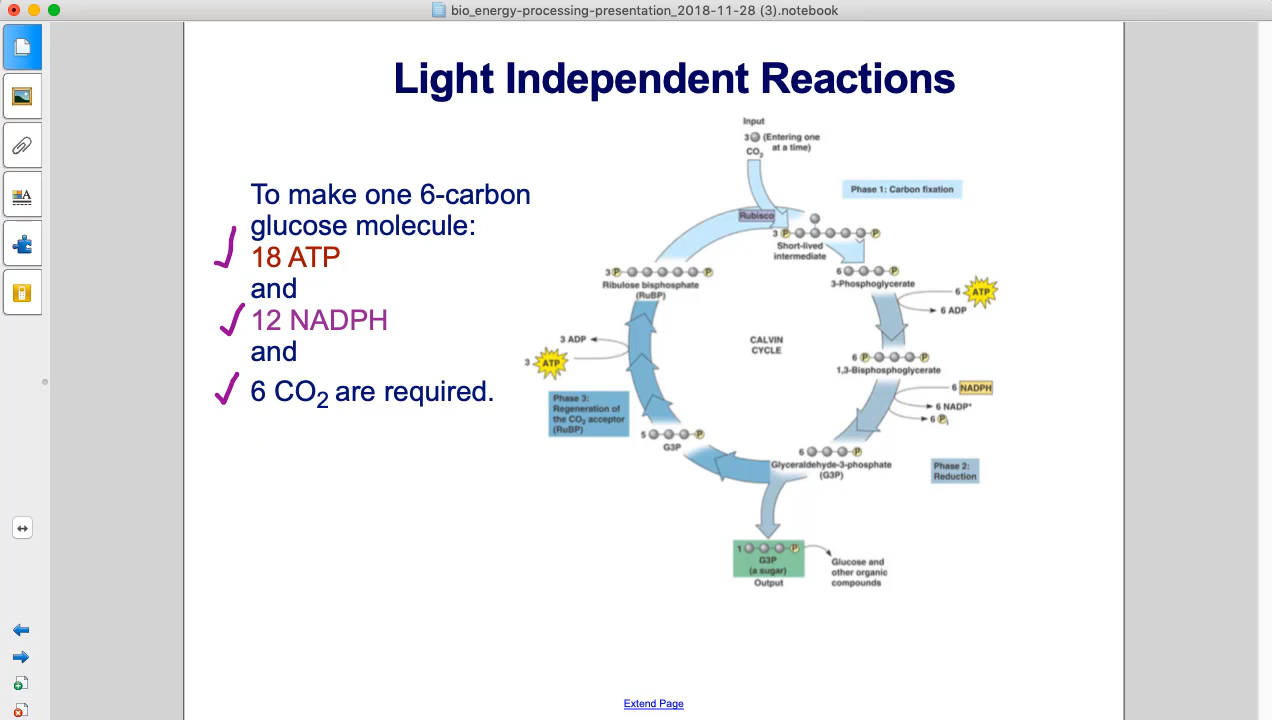 bio_energy-processing-presentation_2018-11-28 (3).notebook
Light Independent Reactions
To make one 6-carbon
glucose molecule:
18 ATP
and
12 NADPH
and
6 CO2 are required.
Input
3 (Entering one
at a time)
CO2
Phase 1: Carbon fixation
Rubisco
3 P P
Short-lived
intermediate
3 P P
Ribulose bisphosphate
(RuBP)
6 P
3-Phosphoglycerate
6 ATP
6 ADP
3 ADP
3 ATP
CALVIN
CYCLE
6 P P
1,3-Bisphosphoglycerate
6 NADPH
6 NADP+
6 Pi
Phase 3:
Regeneration of
the CO2 acceptor
(RuBP)
5 P
G3P
6 P
Glyceraldehyde-3-phosphate
(G3P)
Phase 2:
Reduction
1 P
G3P
(a sugar)
Output
Glucose and
other organic
compounds
Extend Page